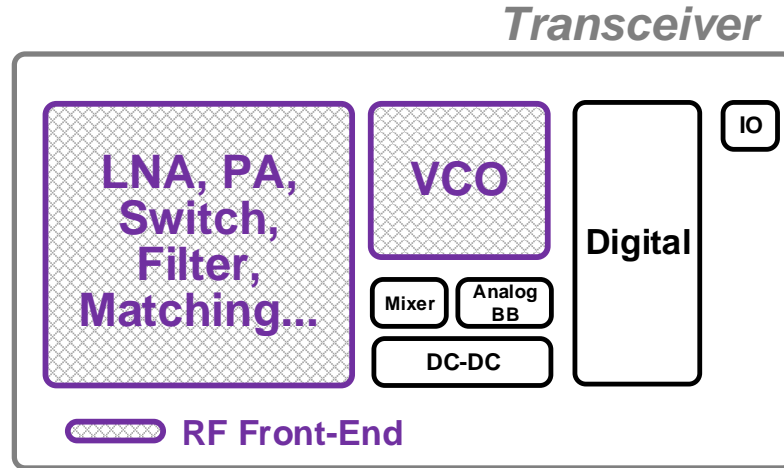 Transceiver
LNA, PA,
Switch,
Filter,
Matching...
VCO
Mixer
Analog
BB
DC-DC
Digital
IO
RF Front-End